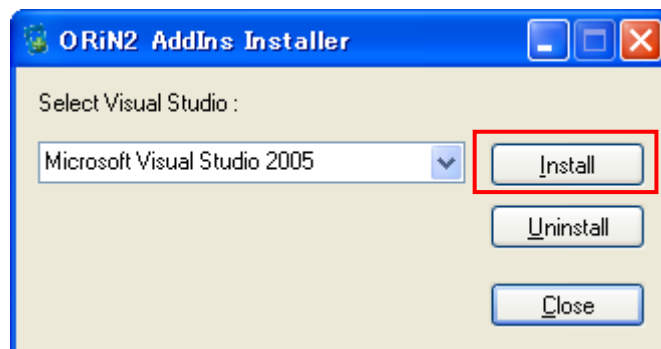 ORiN2 AddIns Installer
Select Visual Studio :
Microsoft Visual Studio 2005
Install
Uninstall
Close